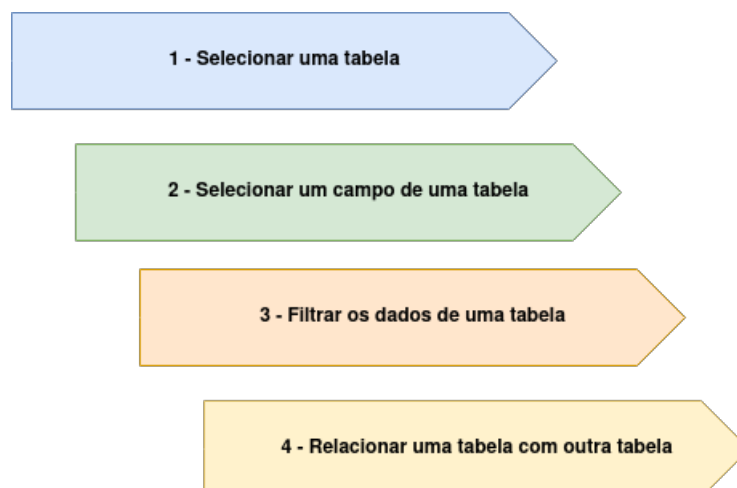 1 - Selecionar uma tabela
2 - Selecionar um campo de uma tabela
3 - Filtrar os dados de uma tabela
4 - Relacionar uma tabela com outra tabela